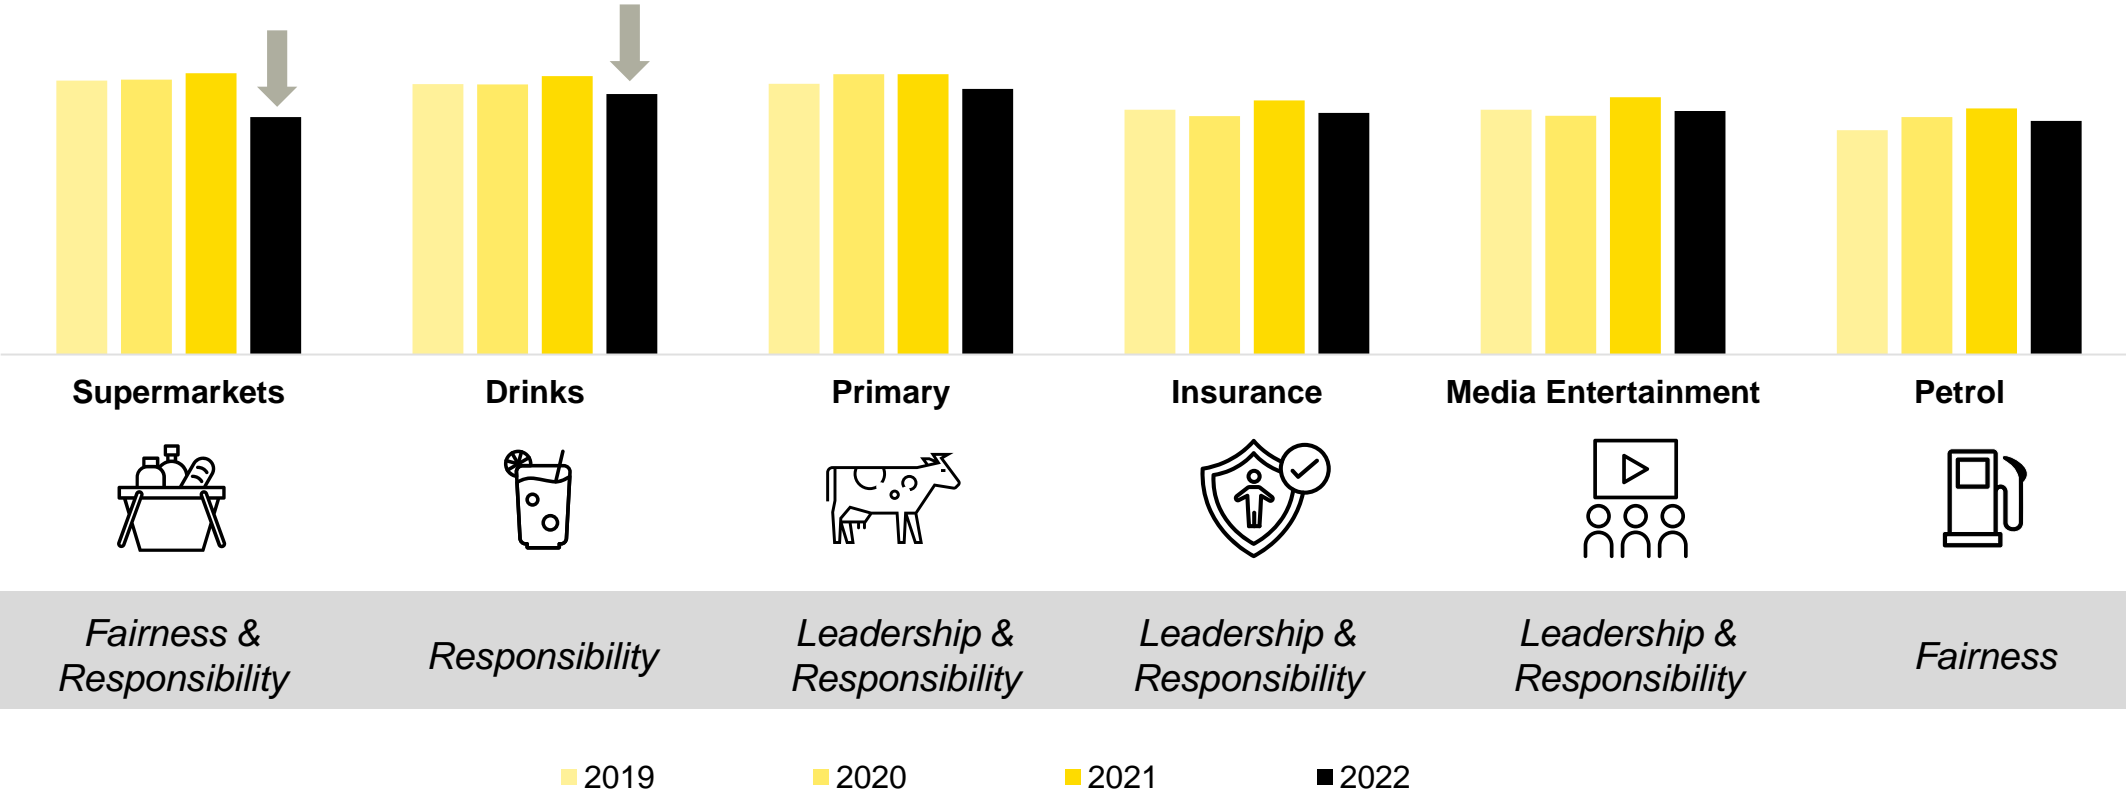 Supermarkets
Drinks
Primary
Insurance
Media Entertainment
Petrol
Fairness &
Responsibility
Responsibility
Leadership &
Responsibility
Leadership &
Responsibility
Leadership &
Responsibility
Fairness
2019
2020
2021
2022